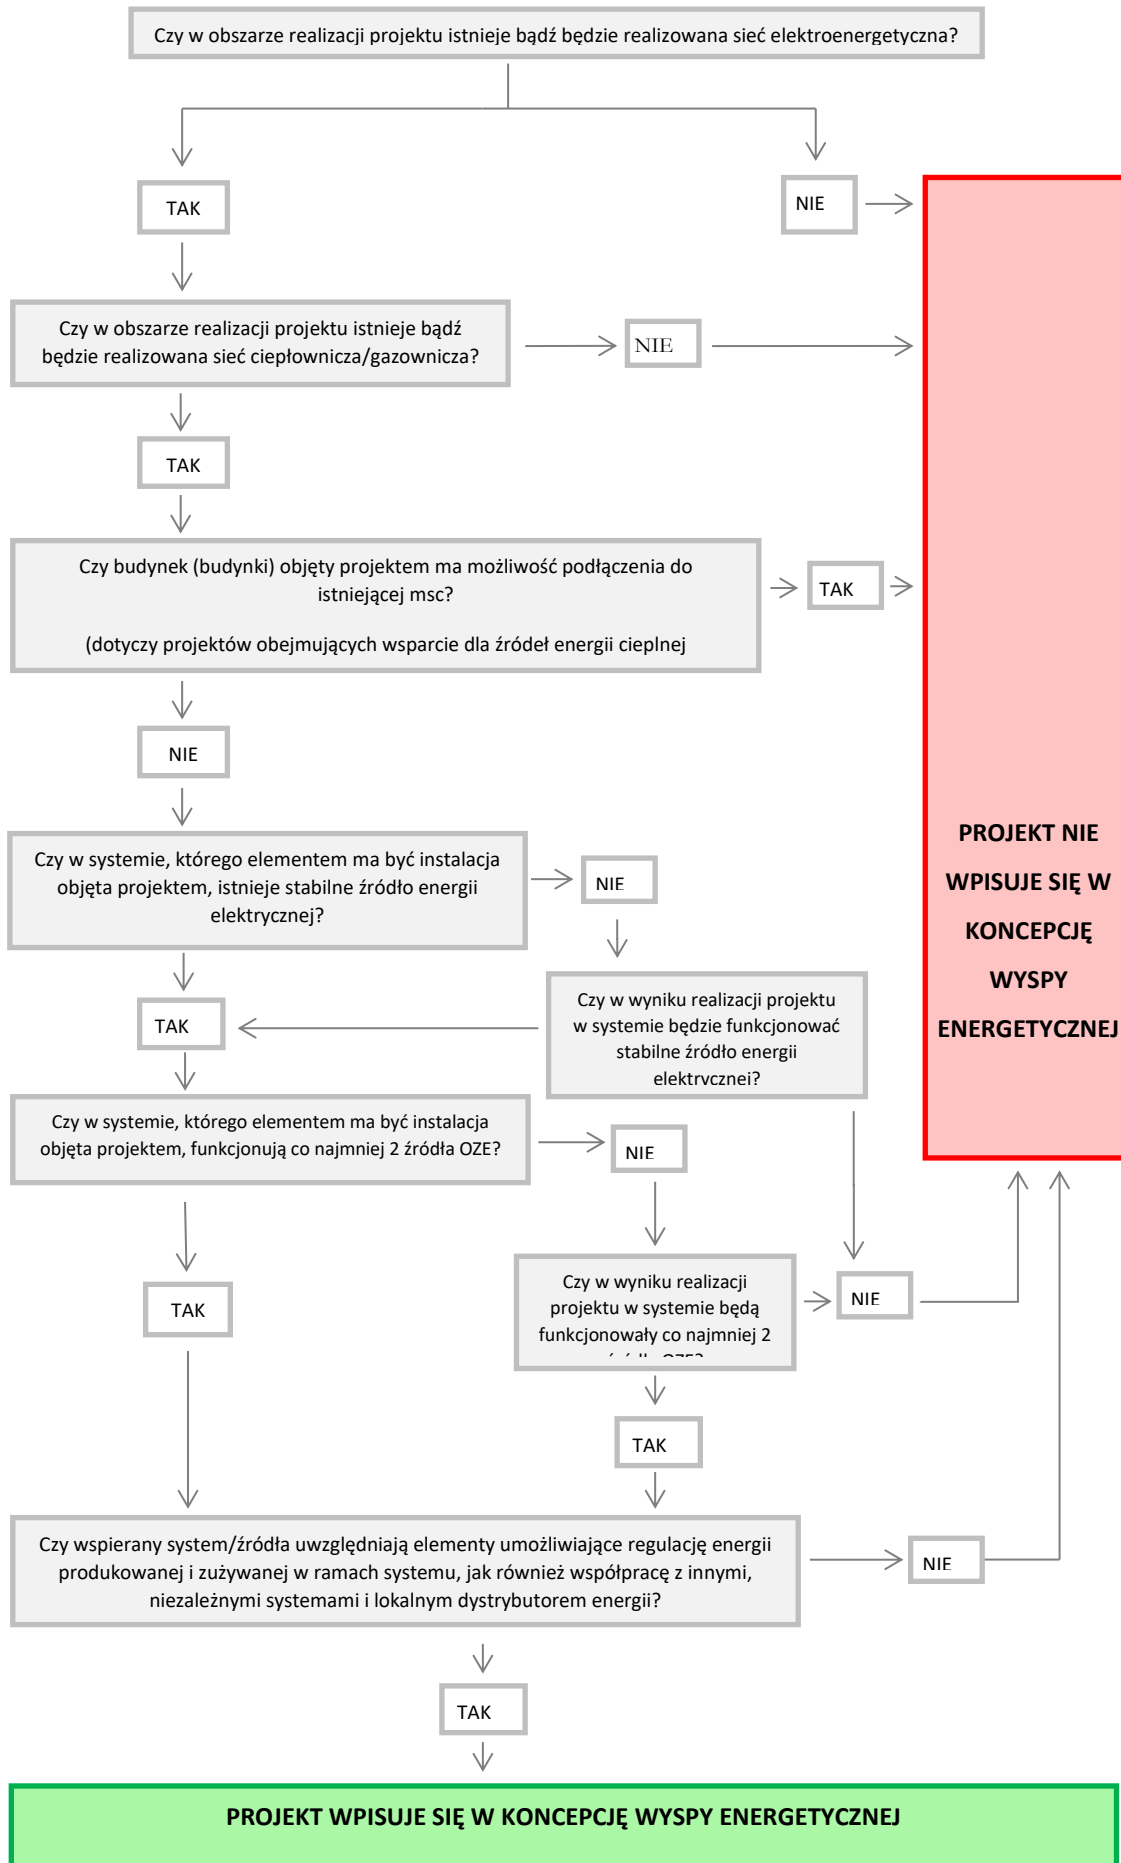 Czy w obszarze realizacji projektu istnieje bądź będzie realizowana sieć elektroenergetyczna?
TAK
NIE
Czy w obszarze realizacji projektu istnieje bądź
będzie realizowana sieć ciepłownicza/gazownicza?
NIE
TAK
Czy budynek (budynki) objęty projektem ma możliwość podłączenia do
istniejącej msc?
(dotyczy projektów obejmujących wsparcie dla źródeł energii cieplnej
TAK
NIE
Czy w systemie, którego elementem ma być instalacja
objęta projektem, istnieje stabilne źródło energii
elektrycznej?
NIE
PROJEKT NIE
WPISUJE SIĘ W
KONCEPCJĘ
WYSPY
ENERGETYCZNEJ
TAK
Czy w wyniku realizacji projektu
w systemie będzie funkcjonować
stabilne źródło energii
elektrycznej?
Czy w systemie, którego elementem ma być instalacja
objęta projektem, funkcjonują co najmniej 2 źródła OZE?
NIE
TAK
Czy w wyniku realizacji
projektu w systemie będą
funkcjonowały co najmniej 2
źródła OZE?
NIE
TAK
Czy wspierany system/źródła uwzględniają elementy umożliwiające regulację energii
produkowanej i zużywanej w ramach systemu, jak również współpracę z innymi,
niezależnymi systemami i lokalnym dystrybutorem energii?
NIE
TAK
PROJEKT WPISUJE SIĘ W KONCEPCJĘ WYSPY ENERGETYCZNEJ